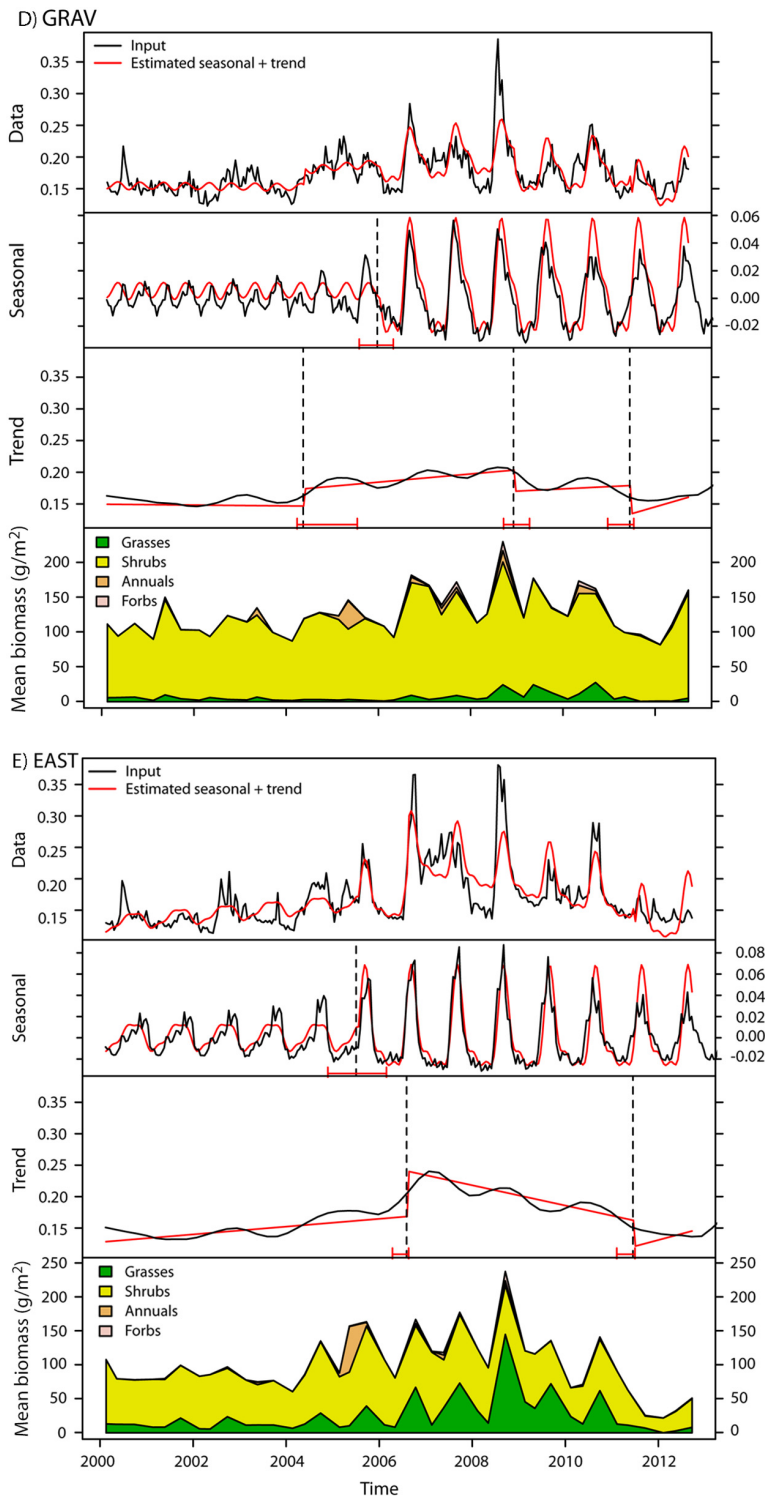 D) GRAV
Input
Estimated seasonal + trend
Data
0.35
0.30
0.25
0.20
0.15
Seasonal
0.06
0.04
0.02
0.00
-0.02
Trend
0.35
0.30
0.25
0.20
0.15
Mean biomass (g/m²)
Grasses
Shrubs
Annuals
Forbs
200
150
100
50
0
200
150
100
50
0
E) EAST
Input
Estimated seasonal + trend
Data
0.35
0.30
0.25
0.20
0.15
Seasonal
0.08
0.04
0.02
0.00
-0.02
Trend
0.35
0.30
0.25
0.20
0.15
Mean biomass (g/m²)
Grasses
Shrubs
Annuals
Forbs
250
200
150
100
50
0
250
200
150
100
50
0
2000 2002 2004 2006 2008 2010 2012
Time